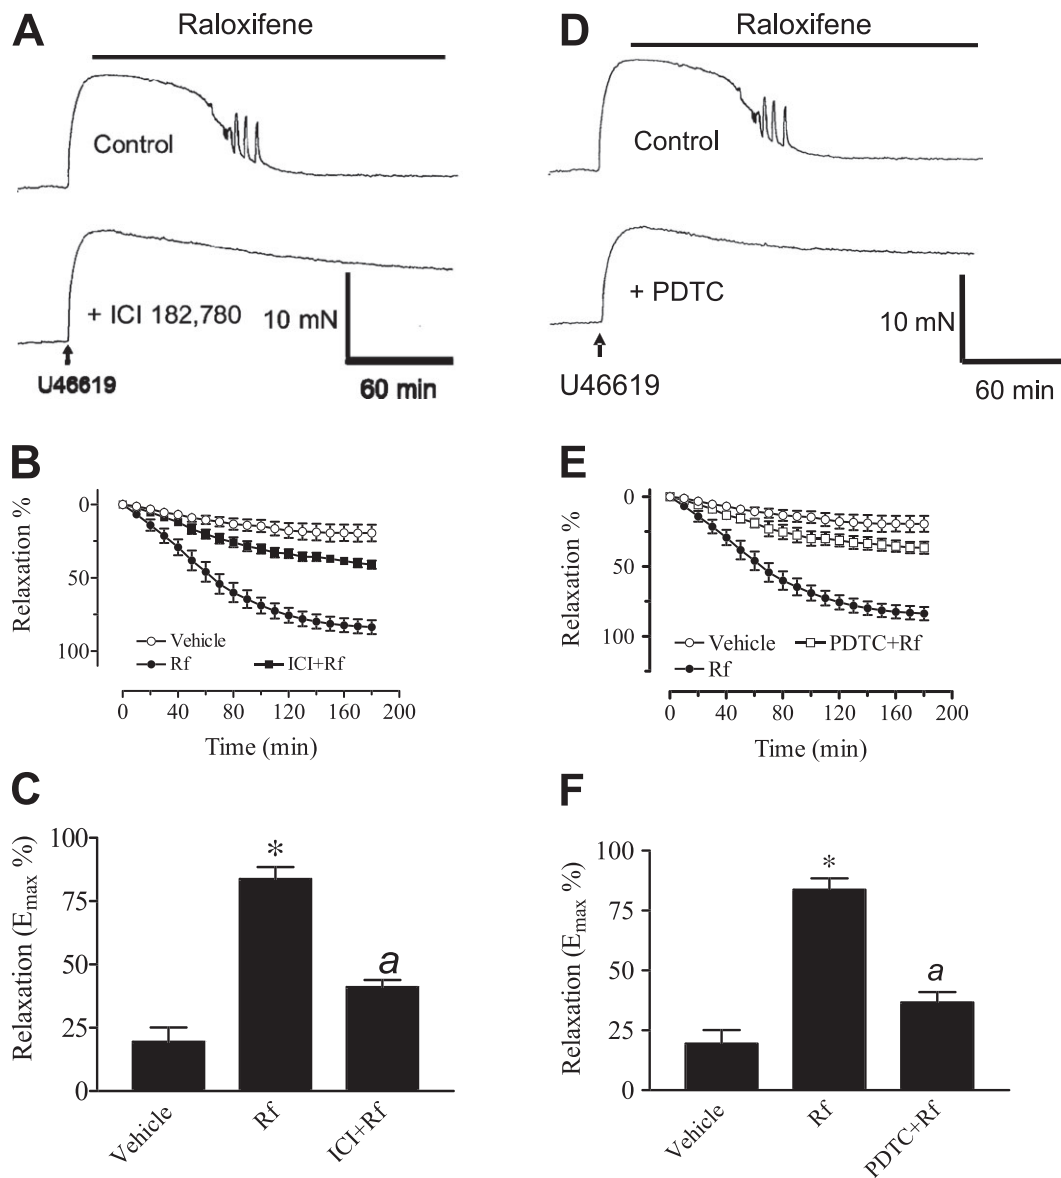 A
Raloxifene
Control
+ ICI 182,780
10 mN
U46619
60 min
D
Raloxifene
Control
+ PDTC
10 mN
U46619
60 min
B
Relaxation %
0
50
100
Vehicle
Rf
ICI+Rf
0 40 80 120 160 200
Time (min)
E
Relaxation %
0
50
100
Vehicle
PDTC+Rf
Rf
0 40 80 120 160 200
Time (min)
C
Relaxation (Emax %)
100
75
50
25
0
*
a
Vehicle
Rf
ICI+Rf
F
Relaxation (Emax %)
100
75
50
25
0
*
a
Vehicle
Rf
PDTC+Rf